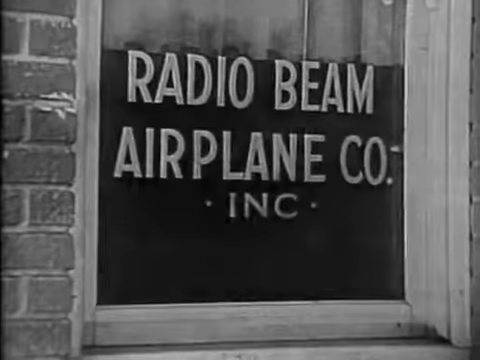 RADIO BEAM
AIRPLANE CO.
· INC ·